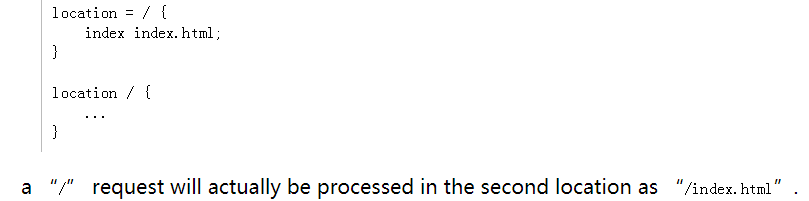 location = / {
    index index.html;
}

location / {
    ...
}
a "/" request will actually be processed in the second location as "/index.html" .